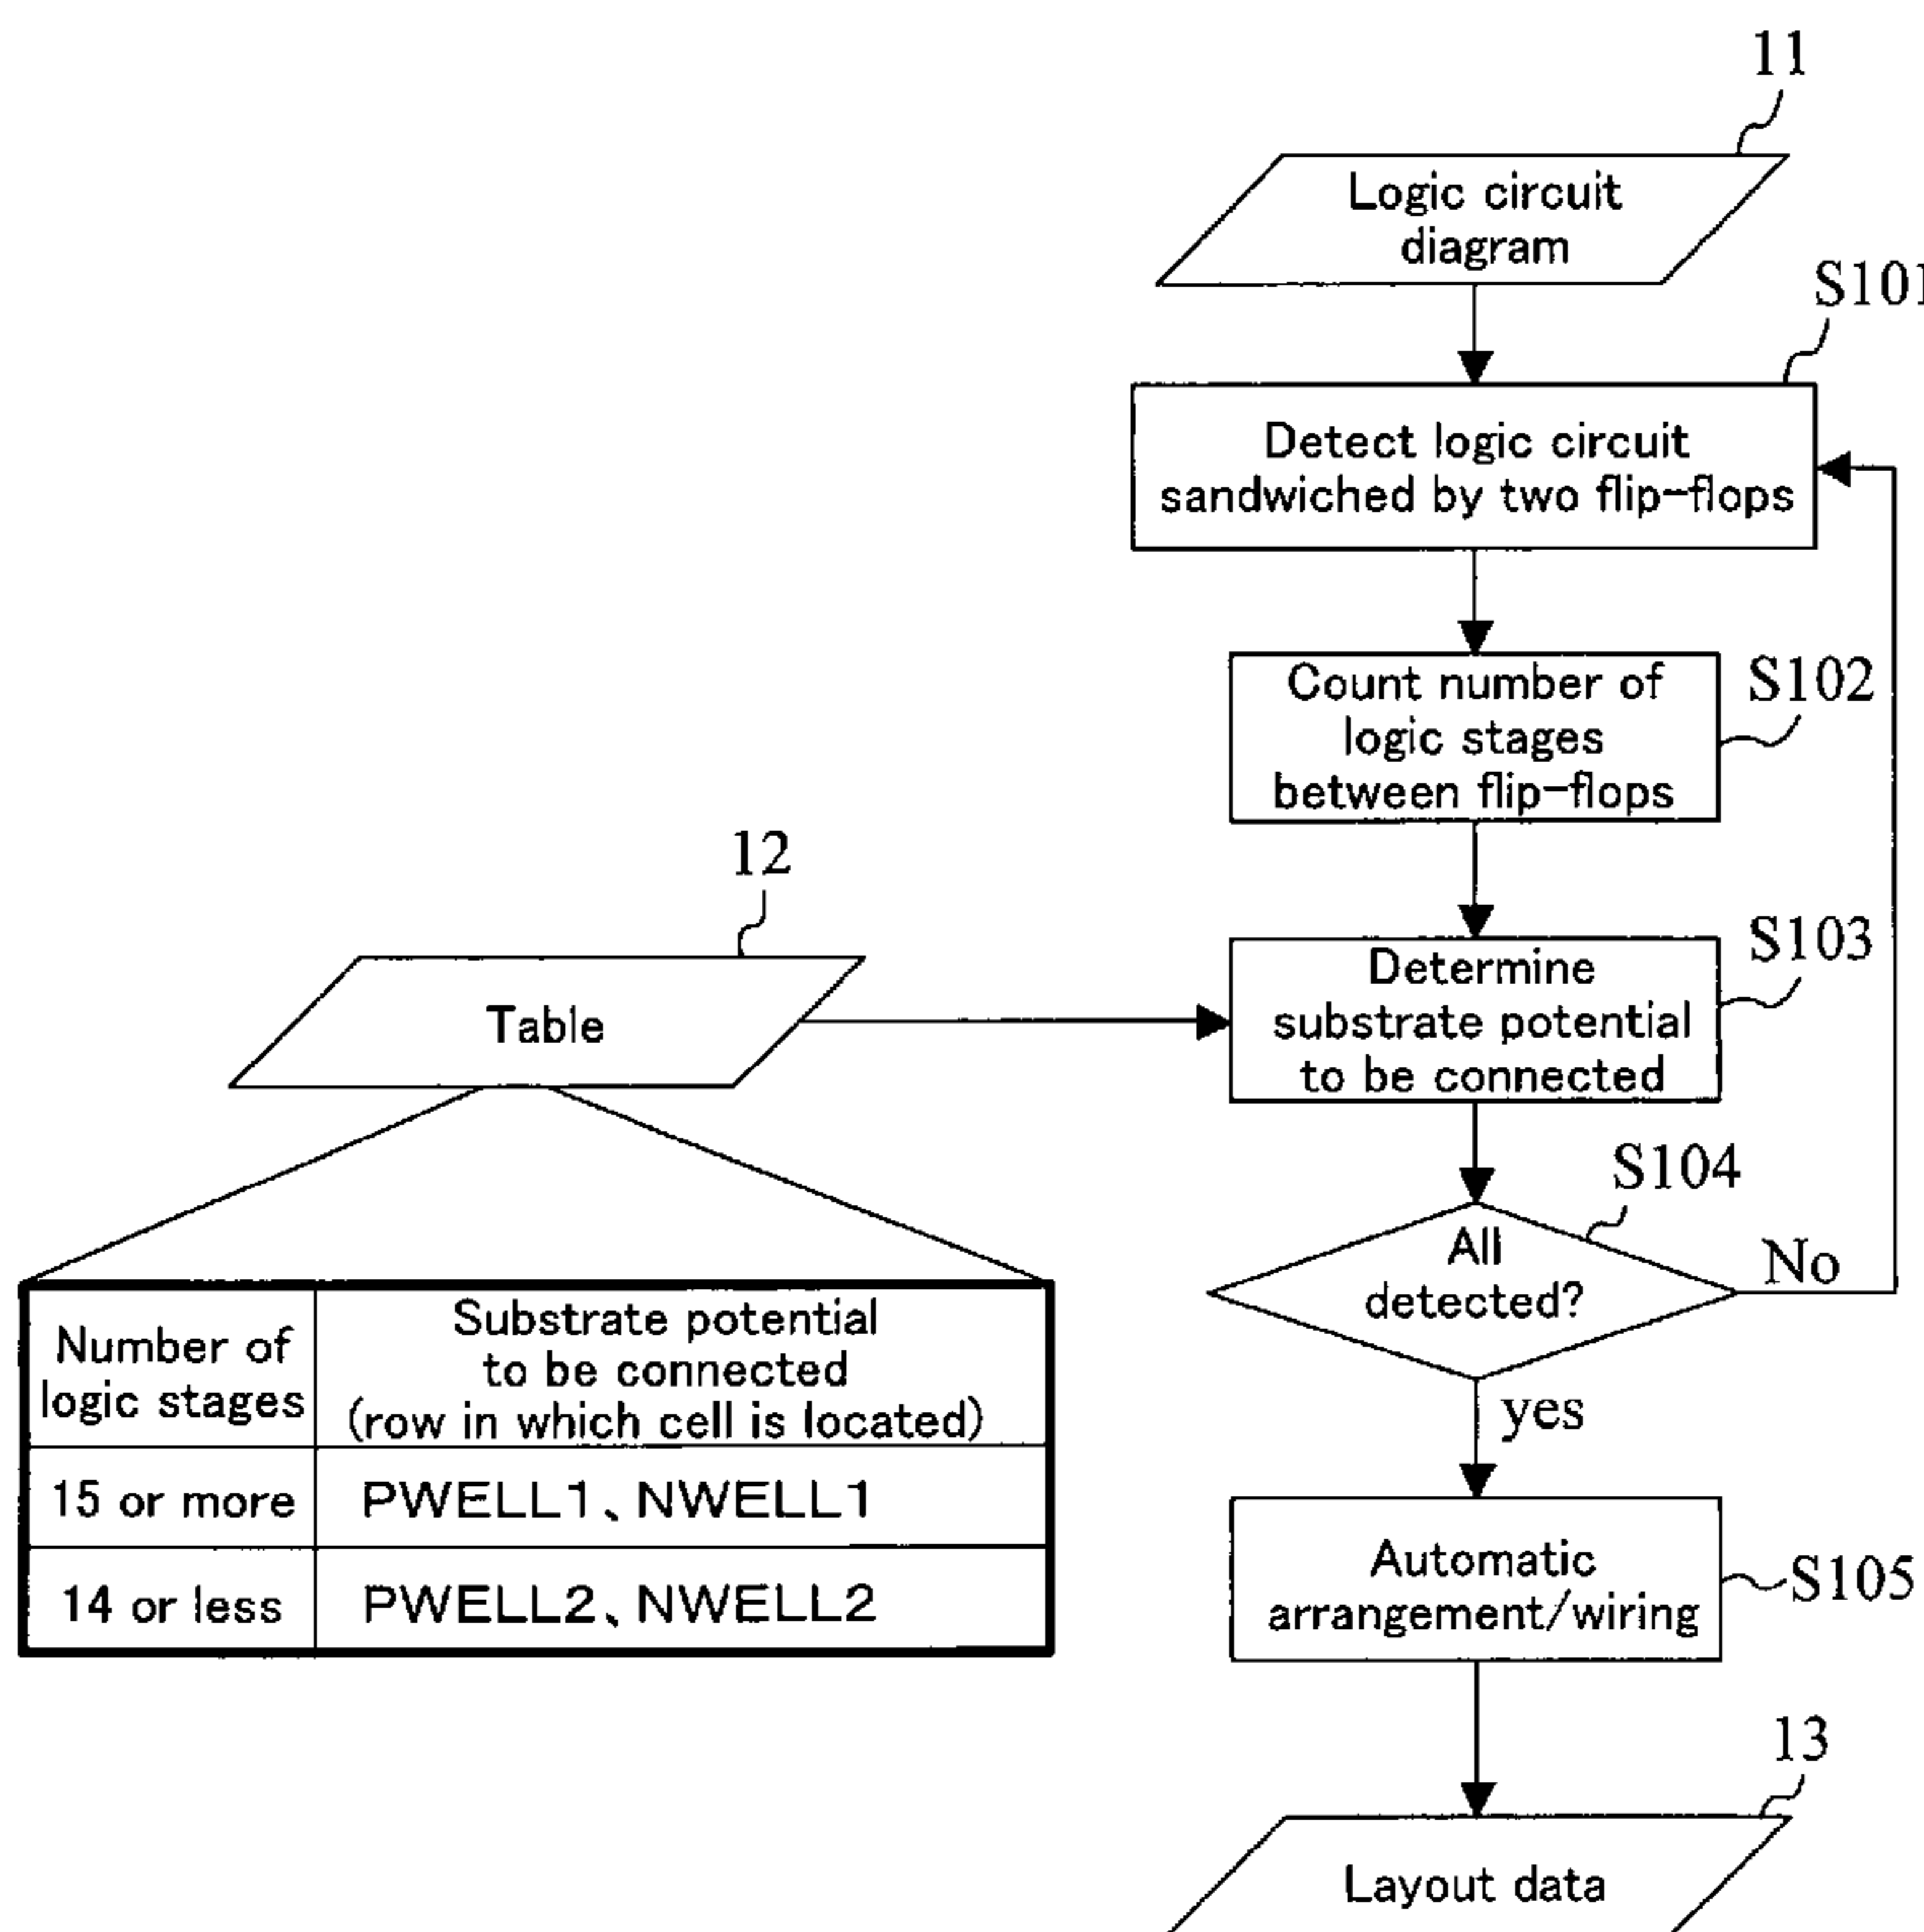 11
Logic circuit
diagram
S101
Detect logic circuit
sandwiched by two flip-flops
Count number of
logic stages
between flip-flops
S102
12
Table
Determine
substrate potential
to be connected
S103
S104
All
detected?
No
yes
Number of
logic stages
Substrate potential
to be connected
(row in which cell is located)
15 or more
PWELL1、NWELL1
14 or less
PWELL2、NWELL2
Automatic
arrangement/wiring
S105
13
Layout data